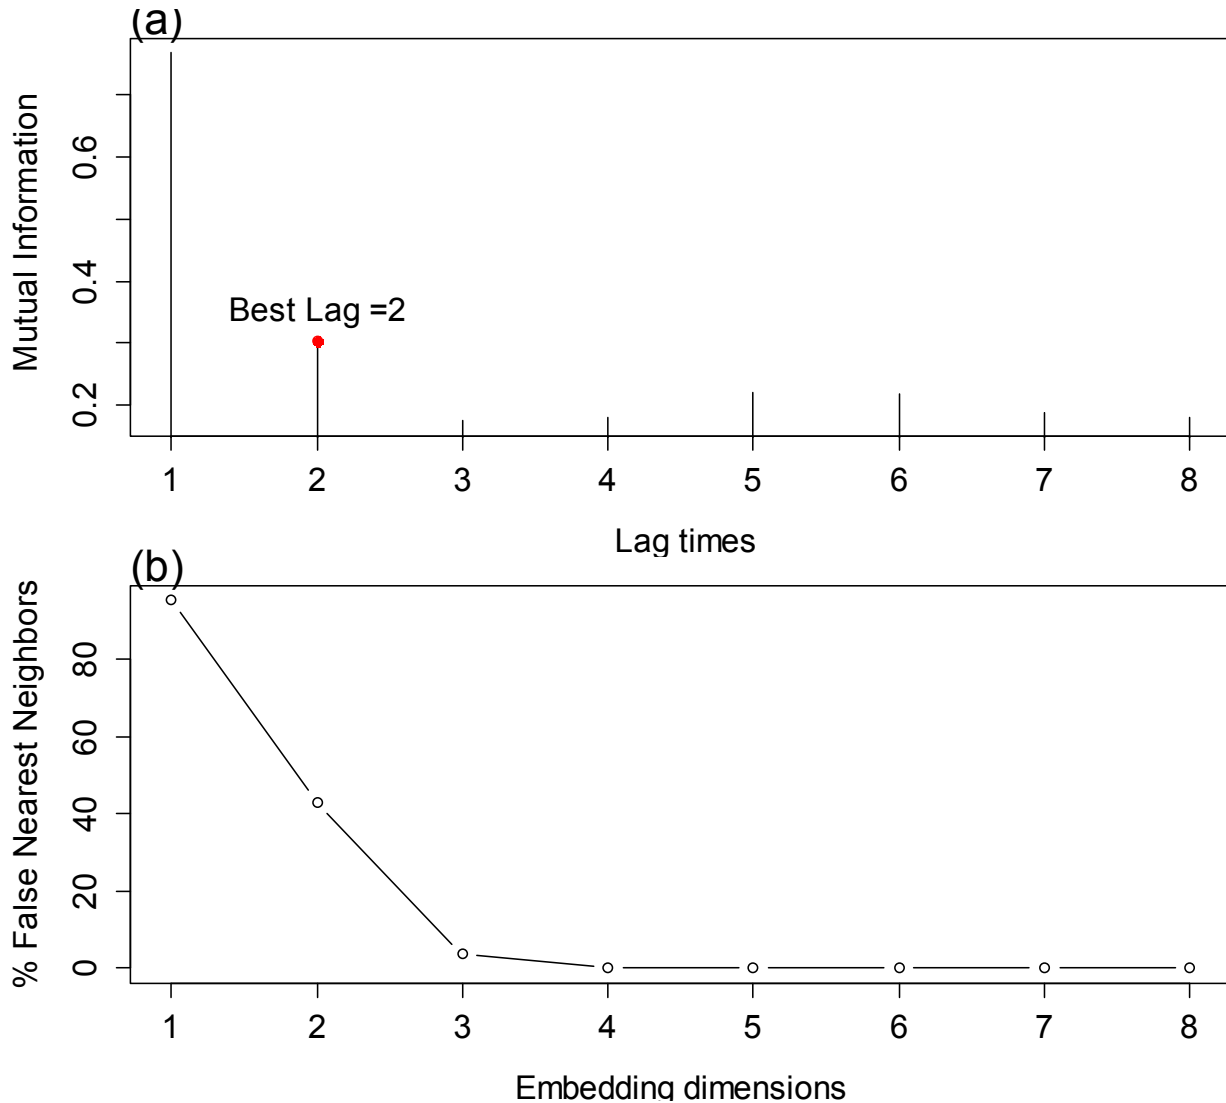 (a)
Mutual Information
0.6
0.4
0.2
Best Lag =2
1 2 3 4 5 6 7 8
Lag times
(b)
% False Nearest Neighbors
80
60
40
20
0
1 2 3 4 5 6 7 8
Embedding dimensions